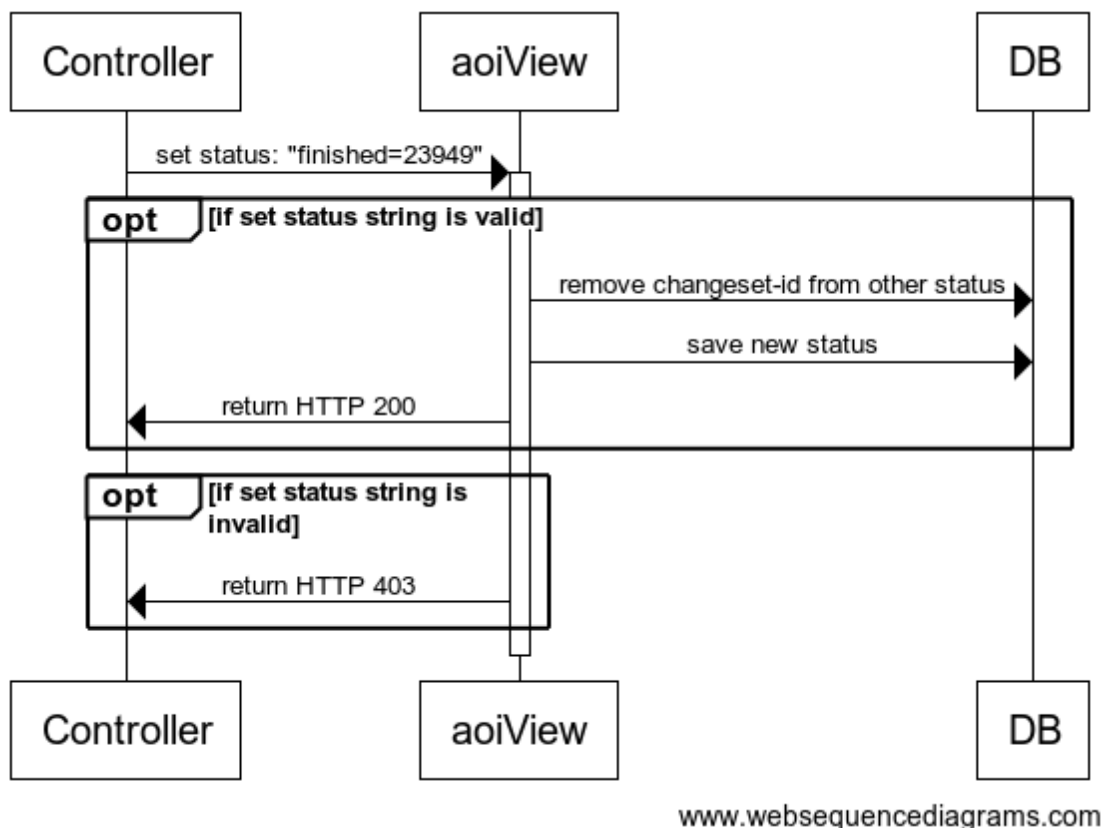 Controller aoiView DB
set status: "finished=23949"
opt [if set status string is valid]
remove changeset-id from other status
save new status
return HTTP 200
opt [if set status string is
invalid]
return HTTP 403
Controller aoiView DB
www.websequencediagrams.com